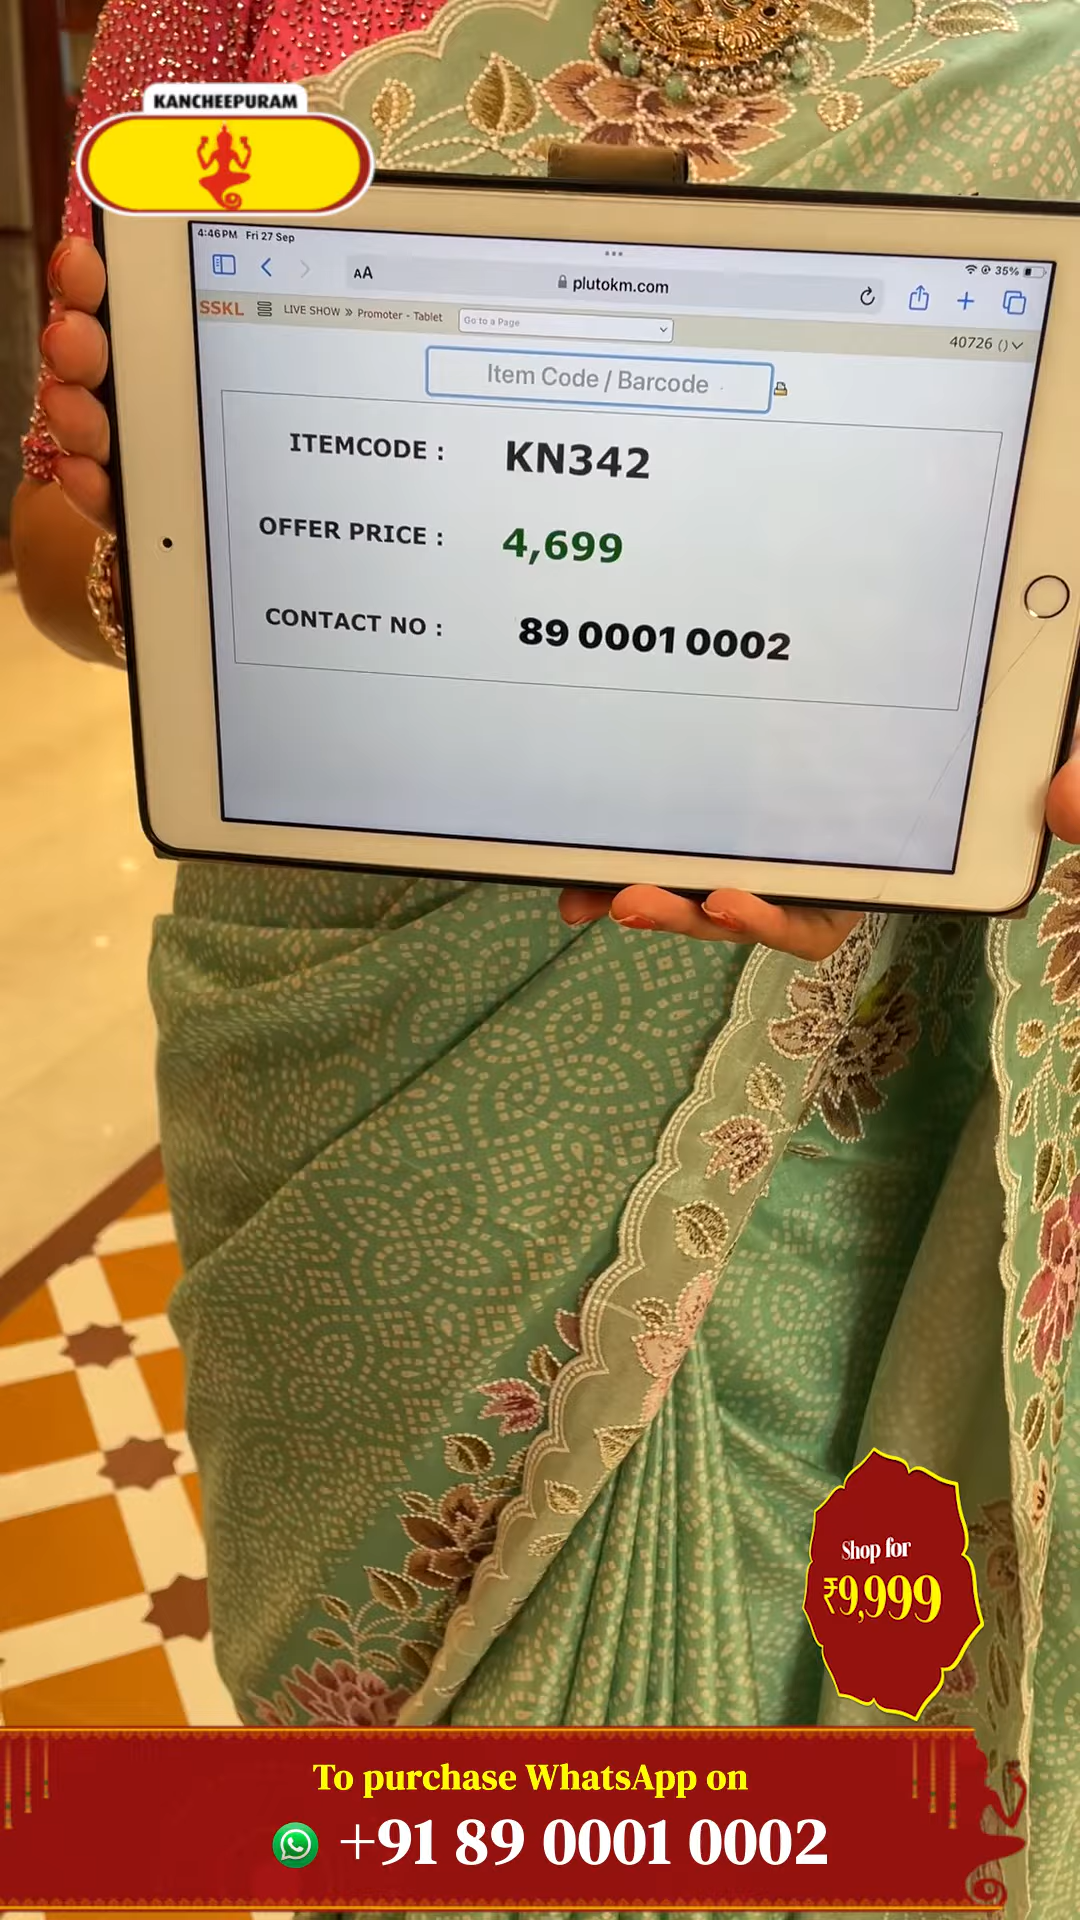 KANCHEEPURAM
4:46 PM Fri 27 Sep
35%
AA
plutokm.com
SSKL
LIVE SHOW » Promoter - Tablet
Go to a Page
40726 ()
Item Code / Barcode
ITEMCODE : KN342
OFFER PRICE : 4,699
CONTACT NO : 89 0001 0002
Shop for
₹9,999
To purchase WhatsApp on
+91 89 0001 0002